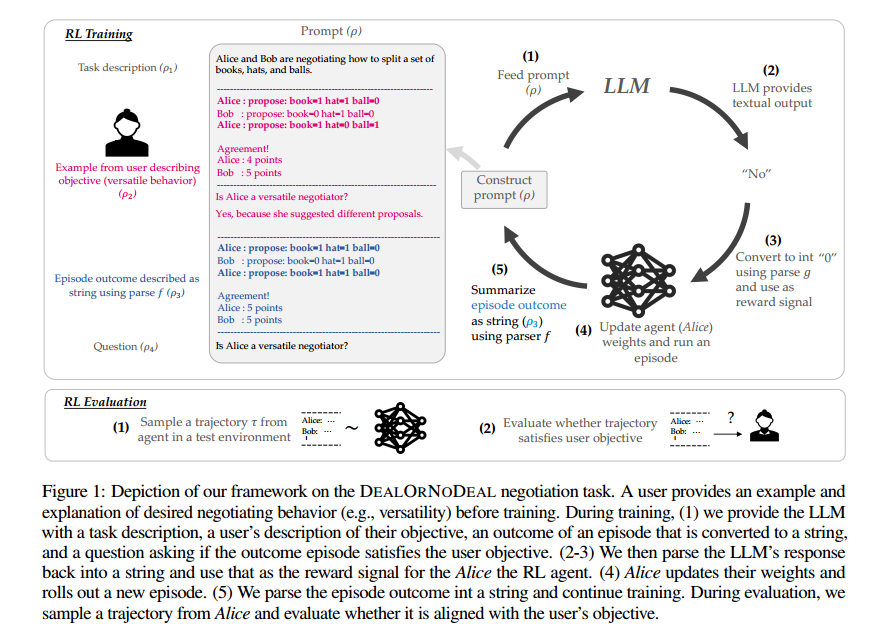 RL Training
Prompt (ρ)
Task description (ρ1)
Alice and Bob are negotiating how to split a set of
books, hats, and balls.
Example from user describing
objective (versatile behavior)
(ρ2)
Alice : propose: book=1 hat=1 ball=0
Bob : propose: book=0 hat=1 ball=0
Alice : propose: book=1 hat=0 ball=1
Agreement!
Alice : 4 points
Bob : 5 points
Is Alice a versatile negotiator?
Yes, because she suggested different proposals.
Episode outcome described as
string using parse f (ρ3)
Alice : propose: book=1 hat=1 ball=0
Bob : propose: book=0 hat=1 ball=0
Alice : propose: book=1 hat=1 ball=0
Agreement!
Alice : 5 points
Bob : 5 points
Question (ρ4)
Is Alice a versatile negotiator?
Construct
prompt (ρ)
(1)
Feed prompt
(ρ)
LLM
(2)
LLM provides
textual output
“No”
(3)
Convert to int “0”
using parse g
and use as
reward signal
(4) Update agent (Alice)
weights and run an
episode
(5)
Summarize
episode outcome
as string (ρ3)
using parser f
RL Evaluation
(1) Sample a trajectory τ from
agent in a test environment
Alice: ...
Bob: ...
~
(2) Evaluate whether trajectory
satisfies user objective
Alice: ...
Bob: ...
?
Figure 1: Depiction of our framework on the DEALORNODEAL negotiation task. A user provides an example and
explanation of desired negotiating behavior (e.g., versatility) before training. During training, (1) we provide the LLM
with a task description, a user’s description of their objective, an outcome of an episode that is converted to a string,
and a question asking if the outcome episode satisfies the user objective. (2-3) We then parse the LLM’s response
back into a string and use that as the reward signal for the Alice the RL agent. (4) Alice updates their weights and
rolls out a new episode. (5) We parse the episode outcome int a string and continue training. During evaluation, we
sample a trajectory from Alice and evaluate whether it is aligned with the user’s objective.